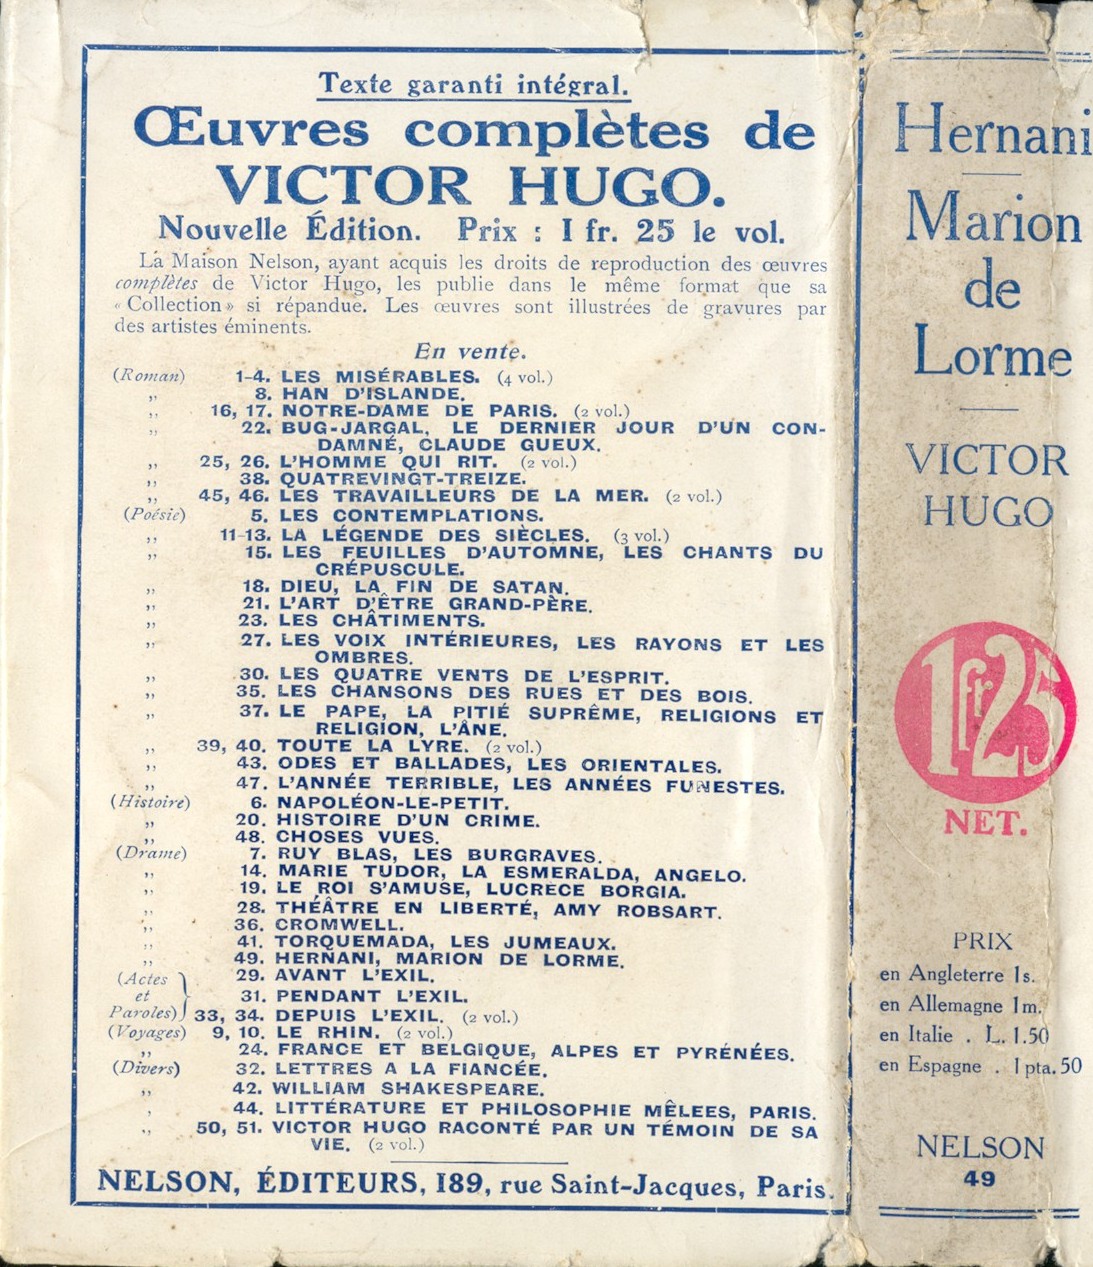 Texte garanti intégral.
Œuvres complètes de
VICTOR HUGO.
Nouvelle Édition. Prix : 1 fr. 25 le vol.
La Maison Nelson, ayant acquis les droits de reproduction des œuvres
complètes de Victor Hugo, les publie dans le même format que sa
« Collection » si répandue. Les œuvres sont illustrées de gravures par
des artistes éminents.
En vente.
(Roman) 1-4. LES MISÉRABLES. (4 vol.)
,, 8. HAN D'ISLANDE.
,, 16, 17. NOTRE-DAME DE PARIS. (2 vol.)
,, 22. BUG-JARGAL, LE DERNIER JOUR D'UN CON-
DAMNÉ, CLAUDE GUEUX.
,, 25, 26. L'HOMME QUI RIT. (2 vol.)
,, 38. QUATREVINGT-TREIZE.
,, 45, 46. LES TRAVAILLEURS DE LA MER. (2 vol.)
(Poésie) 5. LES CONTEMPLATIONS.
,, 11-13. LA LÉGENDE DES SIÈCLES. (3 vol.)
,, 15. LES FEUILLES D'AUTOMNE, LES CHANTS DU
CRÉPUSCULE.
,, 18. DIEU, LA FIN DE SATAN.
,, 21. L'ART D'ÊTRE GRAND-PÈRE.
,, 23. LES CHÂTIMENTS.
,, 27. LES VOIX INTÉRIEURES, LES RAYONS ET LES
OMBRES.
,, 30. LES QUATRE VENTS DE L'ESPRIT.
,, 35. LES CHANSONS DES RUES ET DES BOIS.
,, 37. LE PAPE, LA PITIÉ SUPRÊME, RELIGIONS ET
RELIGION, L'ÂNE.
,, 39, 40. TOUTE LA LYRE. (2 vol.)
,, 43. ODES ET BALLADES, LES ORIENTALES.
,, 47. L'ANNÉE TERRIBLE, LES ANNÉES FUNESTES.
(Histoire) 6. NAPOLÉON-LE-PETIT.
,, 20. HISTOIRE D'UN CRIME.
,, 48. CHOSES VUES.
(Drame) 7. RUY BLAS, LES BURGRAVES.
,, 14. MARIE TUDOR, LA ESMERALDA, ANGELO.
,, 19. LE ROI S'AMUSE, LUCRÈCE BORGIA.
,, 28. THÉÂTRE EN LIBERTÉ, AMY ROBSART.
,, 36. CROMWELL.
,, 41. TORQUEMADA, LES JUMEAUX.
,, 49. HERNANI, MARION DE LORME.
(Actes 29. AVANT L'EXIL.
et 31. PENDANT L'EXIL.
Paroles) 33, 34. DEPUIS L'EXIL. (2 vol.)
(Voyages) 9, 10. LE RHIN. (2 vol.)
,, 24. FRANCE ET BELGIQUE, ALPES ET PYRÉNÉES.
(Divers) 32. LETTRES A LA FIANCÉE.
,, 42. WILLIAM SHAKESPEARE.
, 44. LITTÉRATURE ET PHILOSOPHIE MÊLEES, PARIS.
,, 50, 51. VICTOR HUGO RACONTÉ PAR UN TÉMOIN DE SA
VIE. (2 vol.)
NELSON, ÉDITEURS, 189, rue Saint-Jacques, Paris.
Hernani
Marion
de
Lorme
VICTOR
HUGO
1 fr 25
NET.
PRIX
en Angleterre 1s.
en Allemagne 1m.
en Italie . L. 1.50
en Espagne . 1pta.50
NELSON
49